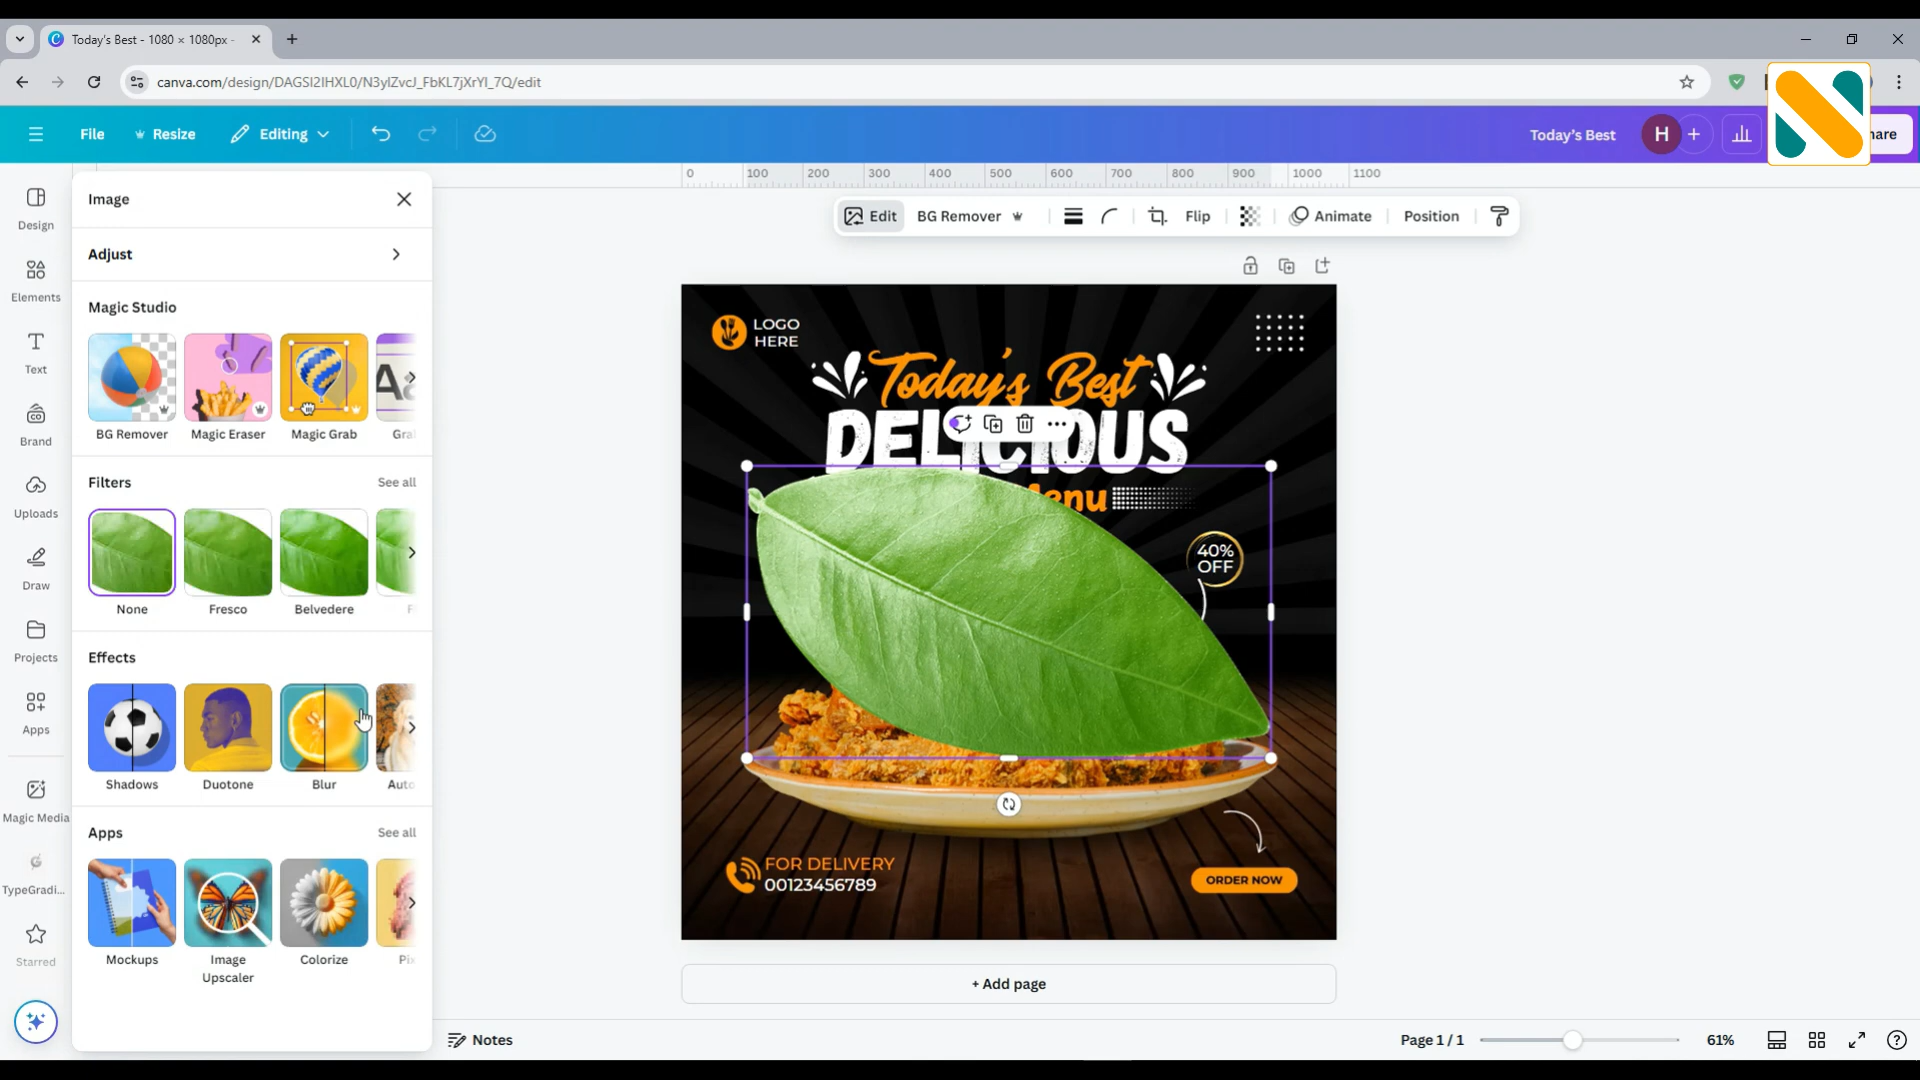 Today's Best - 1080 × 1080px -
canva.com/design/DAGSI2IHXL0/N3ylZvcJ_FbKL7jXrYI_7Q/edit
File
Resize
Editing
Today's Best
H
Image
Adjust
Magic Studio
BG Remover
Magic Eraser
Magic Grab
Filters
See all
None
Fresco
Belvedere
Effects
Shadows
Duotone
Blur
Apps
See all
Mockups
Image
Upscaler
Colorize
Design
Elements
Text
Brand
Uploads
Draw
Projects
Apps
Magic Media
TypeGradi...
Starred
0 100 200 300 400 500 600 700 800 900 1000 1100
Edit
BG Remover
Flip
Animate
Position
LOGO
HERE
Today's Best
DELICIOUS
40%
OFF
FOR DELIVERY
00123456789
ORDER NOW
+ Add page
Notes
Page 1 / 1
61%